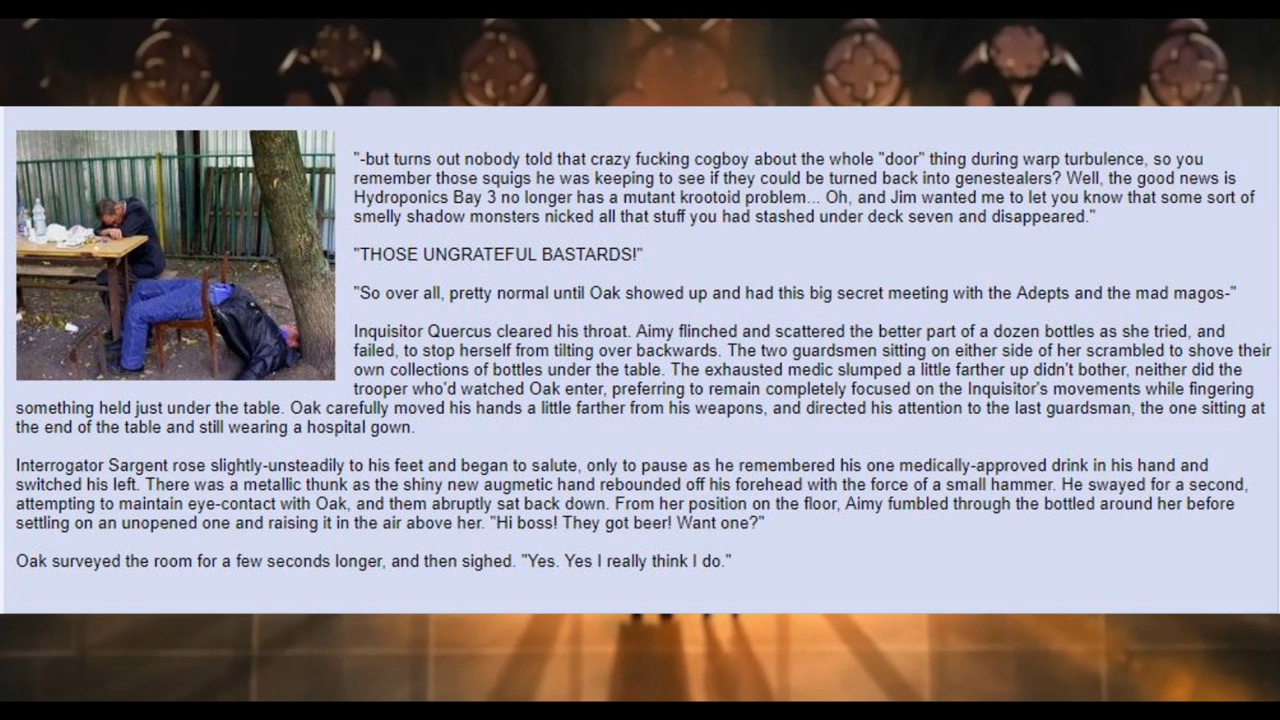 "-but turns out nobody told that crazy fucking cogboy about the whole "door" thing during warp turbulence, so you
remember those squigs he was keeping to see if they could be turned back into genestealers? Well, the good news is
Hydroponics Bay 3 no longer has a mutant krootoid problem... Oh, and Jim wanted me to let you know that some sort of
smelly shadow monsters nicked all that stuff you had stashed under deck seven and disappeared."
"THOSE UNGRATEFUL BASTARDS!"
"So over all, pretty normal until Oak showed up and had this big secret meeting with the Adepts and the mad magos-"
Inquisitor Quercus cleared his throat. Aimy flinched and scattered the better part of a dozen bottles as she tried, and
failed, to stop herself from tilting over backwards. The two guardsmen sitting on either side of her scrambled to shove their
own collections of bottles under the table. The exhausted medic slumped a little farther up didn't bother, neither did the
trooper who'd watched Oak enter, preferring to remain completely focused on the Inquisitor's movements while fingering
something held just under the table. Oak carefully moved his hands a little farther from his weapons, and directed his attention to the last guardsman, the one sitting at
the end of the table and still wearing a hospital gown.
Interrogator Sargent rose slightly-unsteadily to his feet and began to salute, only to pause as he remembered his one medically-approved drink in his hand and
switched his left. There was a metallic thunk as the shiny new augmetic hand rebounded off his forehead with the force of a small hammer. He swayed for a second,
attempting to maintain eye-contact with Oak, and them abruptly sat back down. From her position on the floor, Aimy fumbled through the bottled around her before
settling on an unopened one and raising it in the air above her. "Hi boss! They got beer! Want one?"
Oak surveyed the room for a few seconds longer, and then sighed. "Yes. Yes I really think I do."